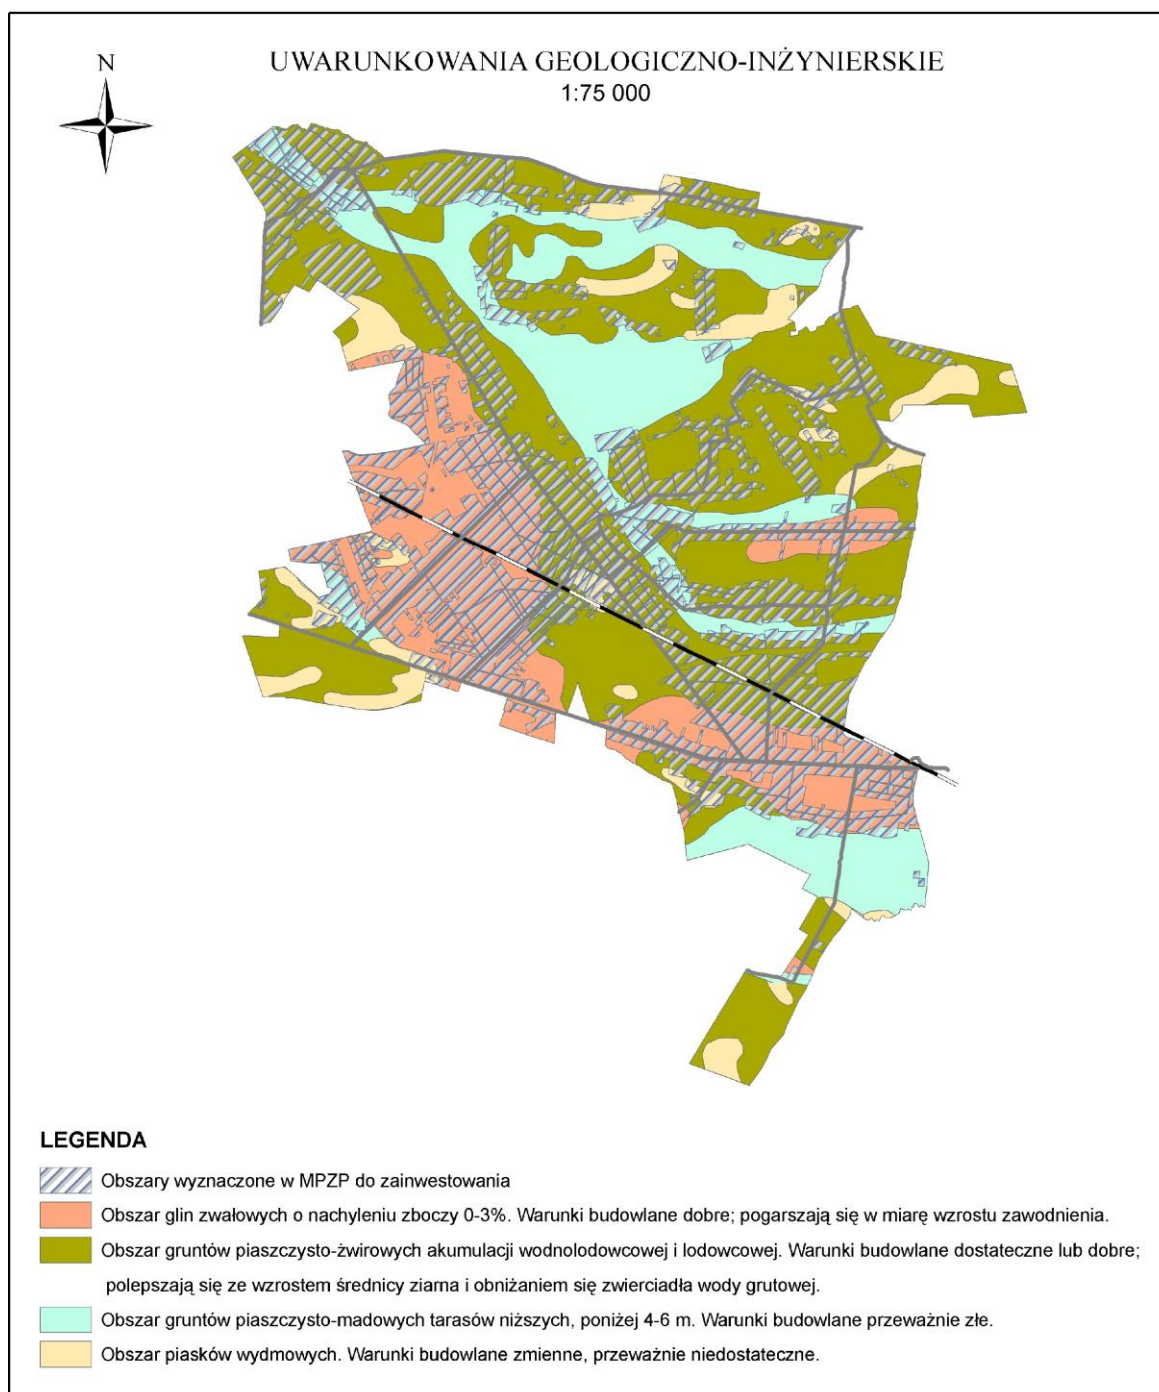 N
UWARUNKOWANIA GEOLOGICZNO-INŻYNIERSKIE
1:75 000
LEGENDA
Obszary wyznaczone w MPZP do zainwestowania
Obszar glin zwałowych o nachyleniu zboczy 0-3%. Warunki budowlane dobre; pogarszają się w miarę wzrostu zawodnienia.
Obszar gruntów piaszczysto-żwirowych akumulacji wodnolodowcowej i lodowcowej. Warunki budowlane dostateczne lub dobre;
polepszają się ze wzrostem średnicy ziarna i obniżaniem się zwierciadła wody grutowej.
Obszar gruntów piaszczysto-madowych tarasów niższych, poniżej 4-6 m. Warunki budowlane przeważnie złe.
Obszar piasków wydmowych. Warunki budowlane zmienne, przeważnie niedostateczne.